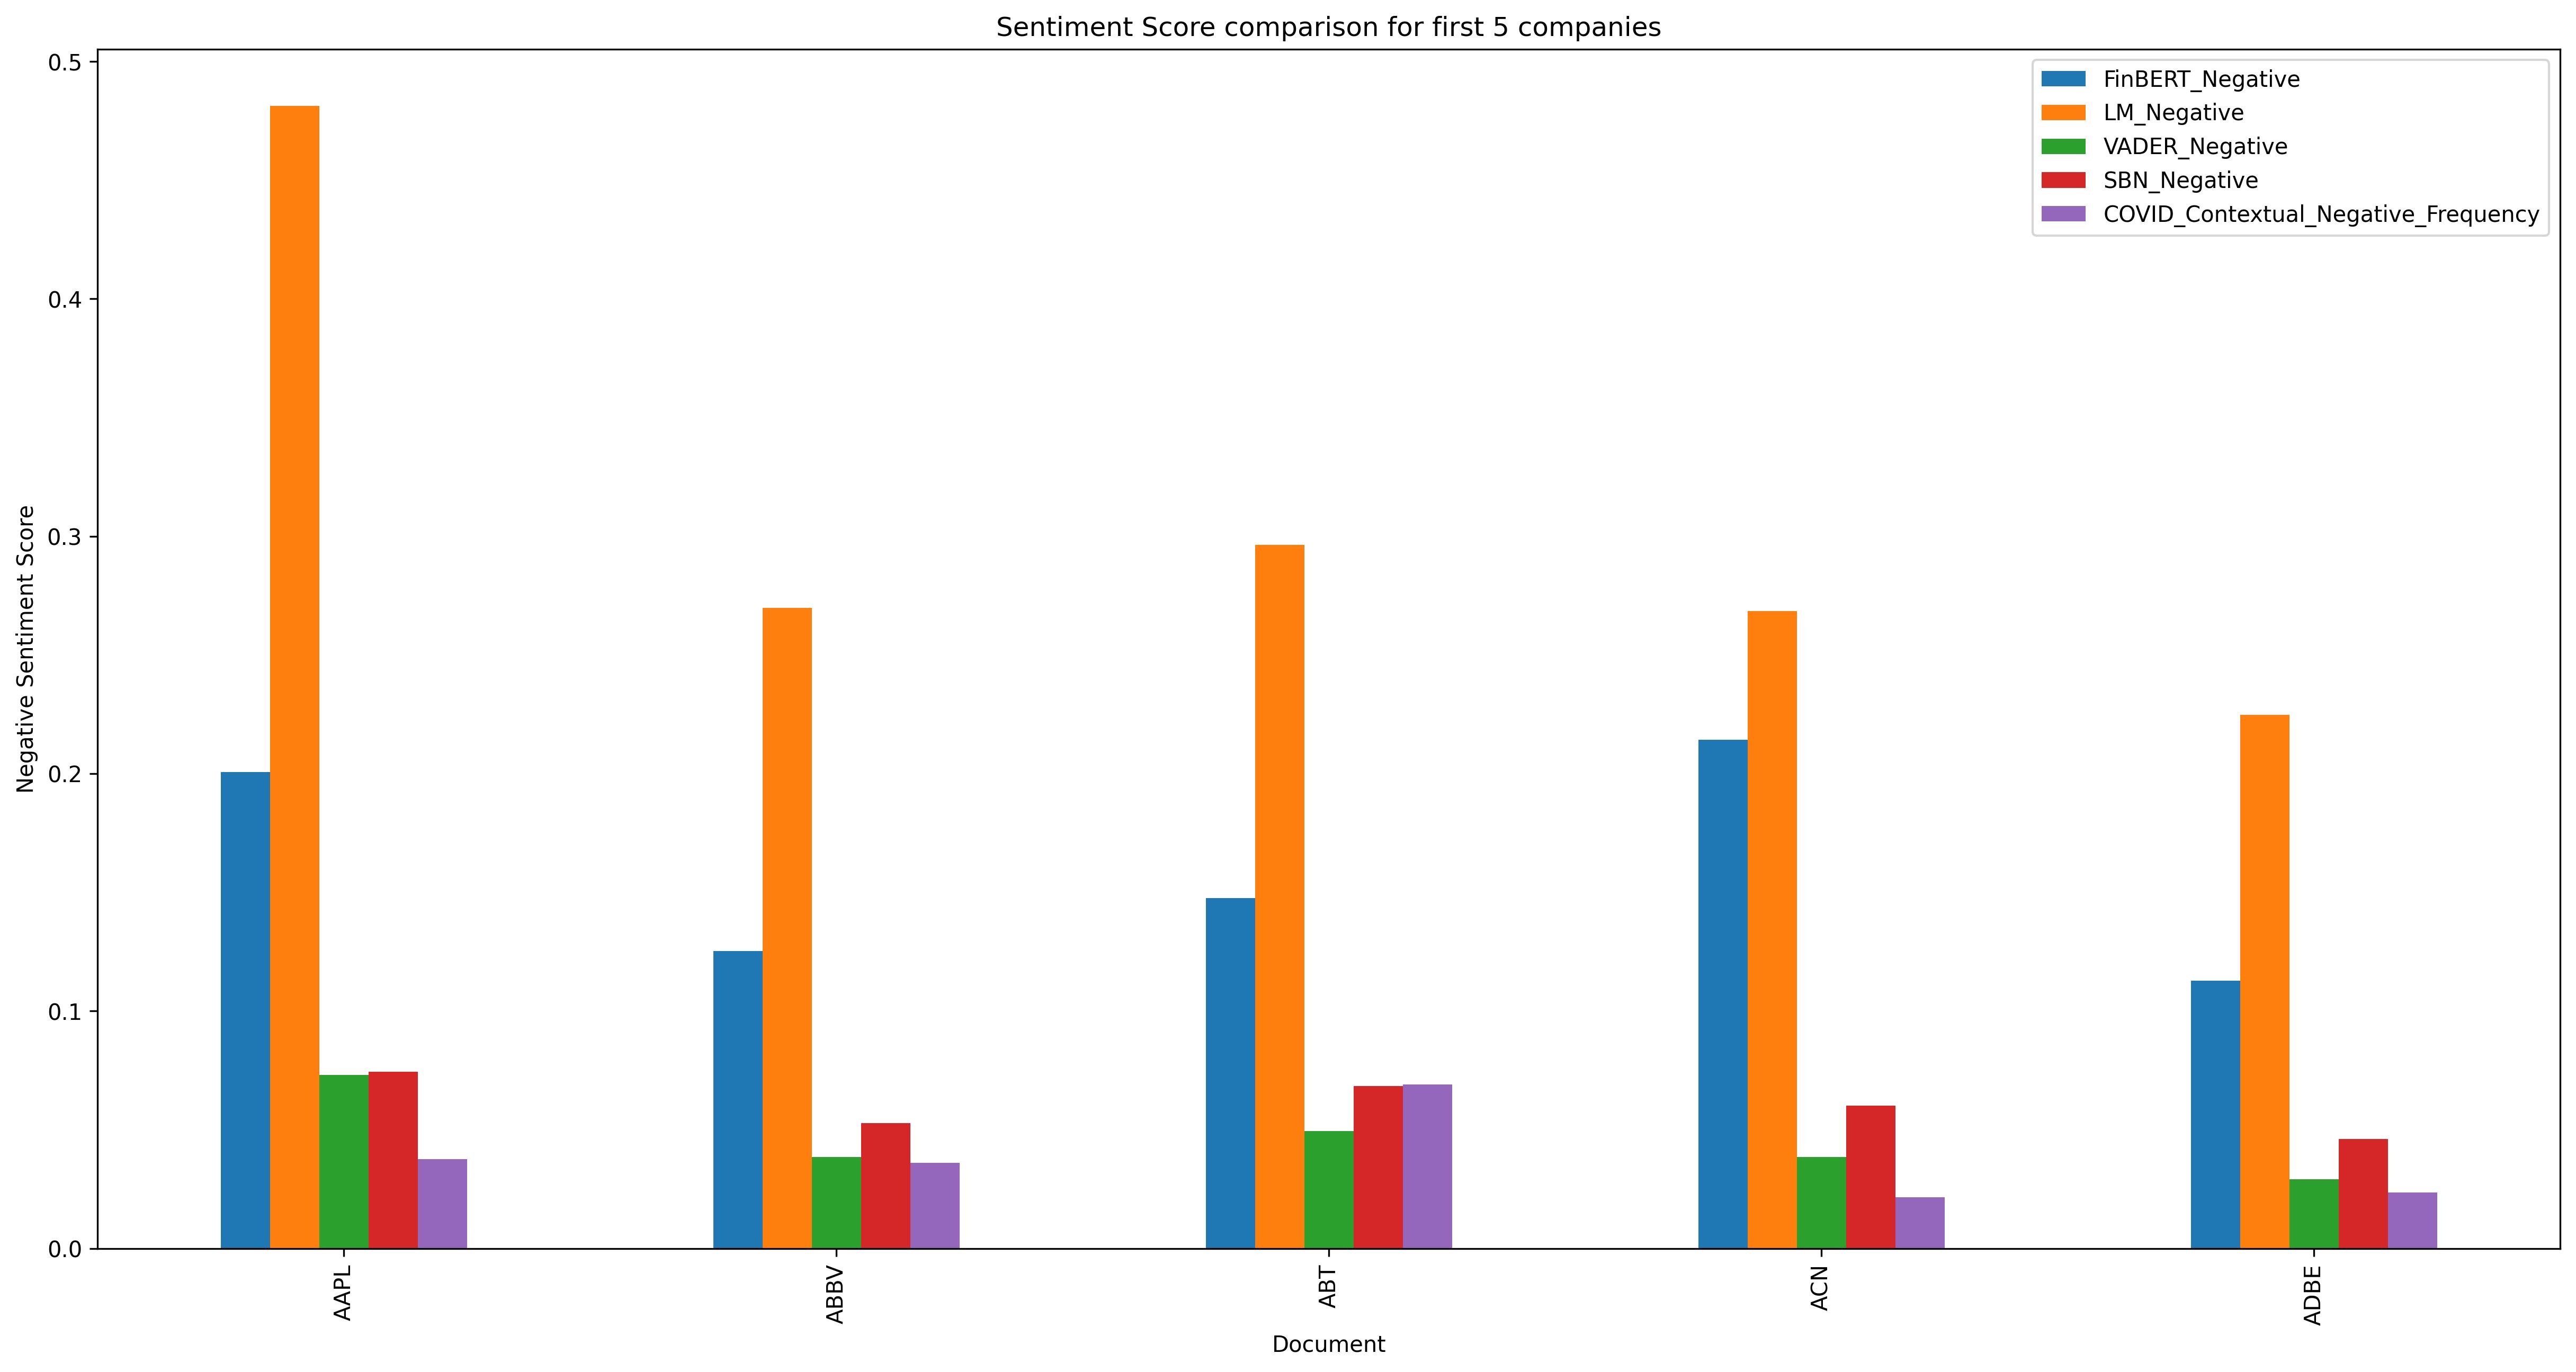 Sentiment Score comparison for first 5 companies
FinBERT_Negative
LM_Negative
VADER_Negative
SBN_Negative
COVID_Contextual_Negative_Frequency
Negative Sentiment Score
0.5
0.4
0.3
0.2
0.1
0.0
AAPL
ABBV
ABT
ACN
ADBE
Document